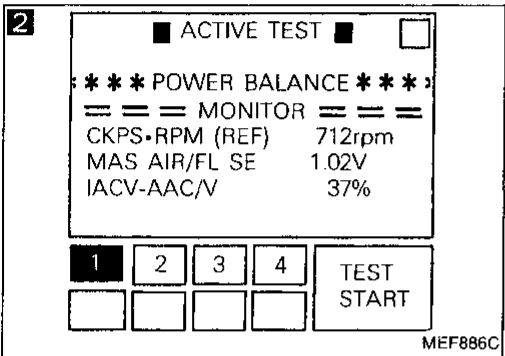 2
■ ACTIVE TEST ■
*** POWER BALANCE ***
= = = MONITOR = = =
CKPS•RPM (REF) 712rpm
MAS AIR/FL SE 1.02V
IACV-AAC/V 37%
1 2 3 4 TEST START
MEF886C